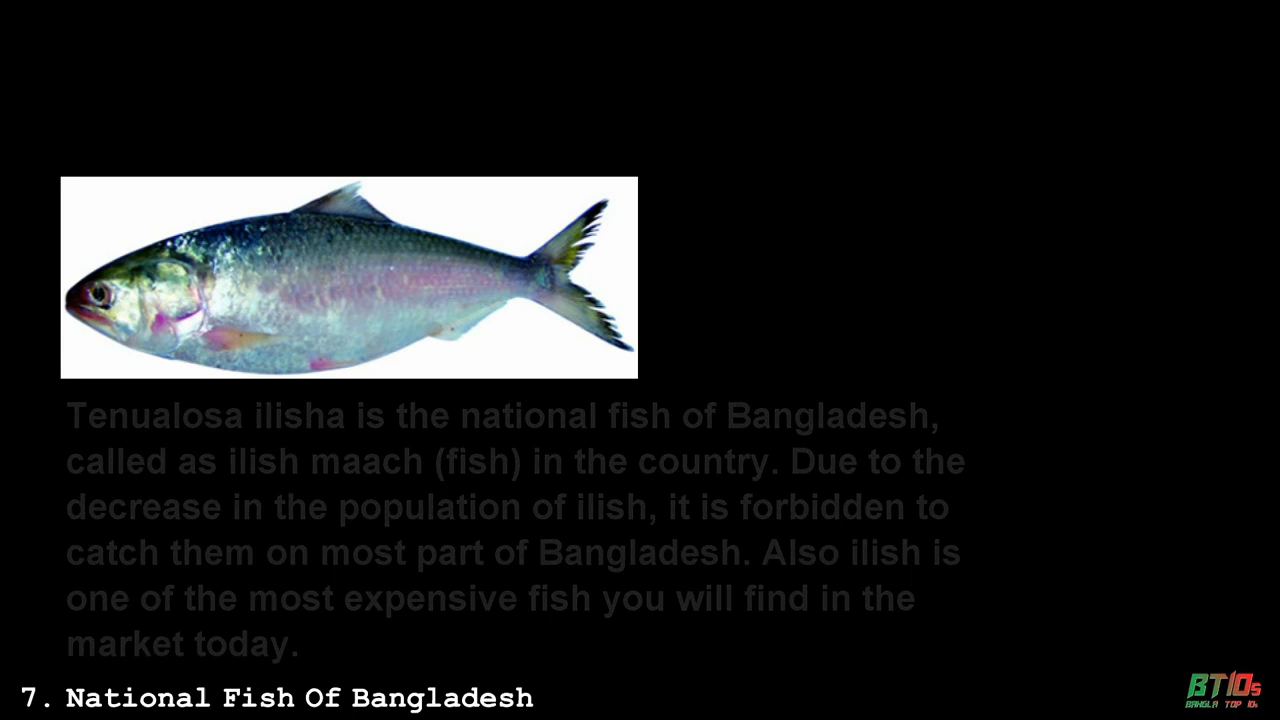 Tenualosa ilisha is the national fish of Bangladesh,
called as ilish maach (fish) in the country. Due to the
decrease in the population of ilish, it is forbidden to
catch them on most part of Bangladesh. Also ilish is
one of the most expensive fish you will find in the
market today.
7. National Fish Of Bangladesh
BT10s
BANGLA TOP 10s